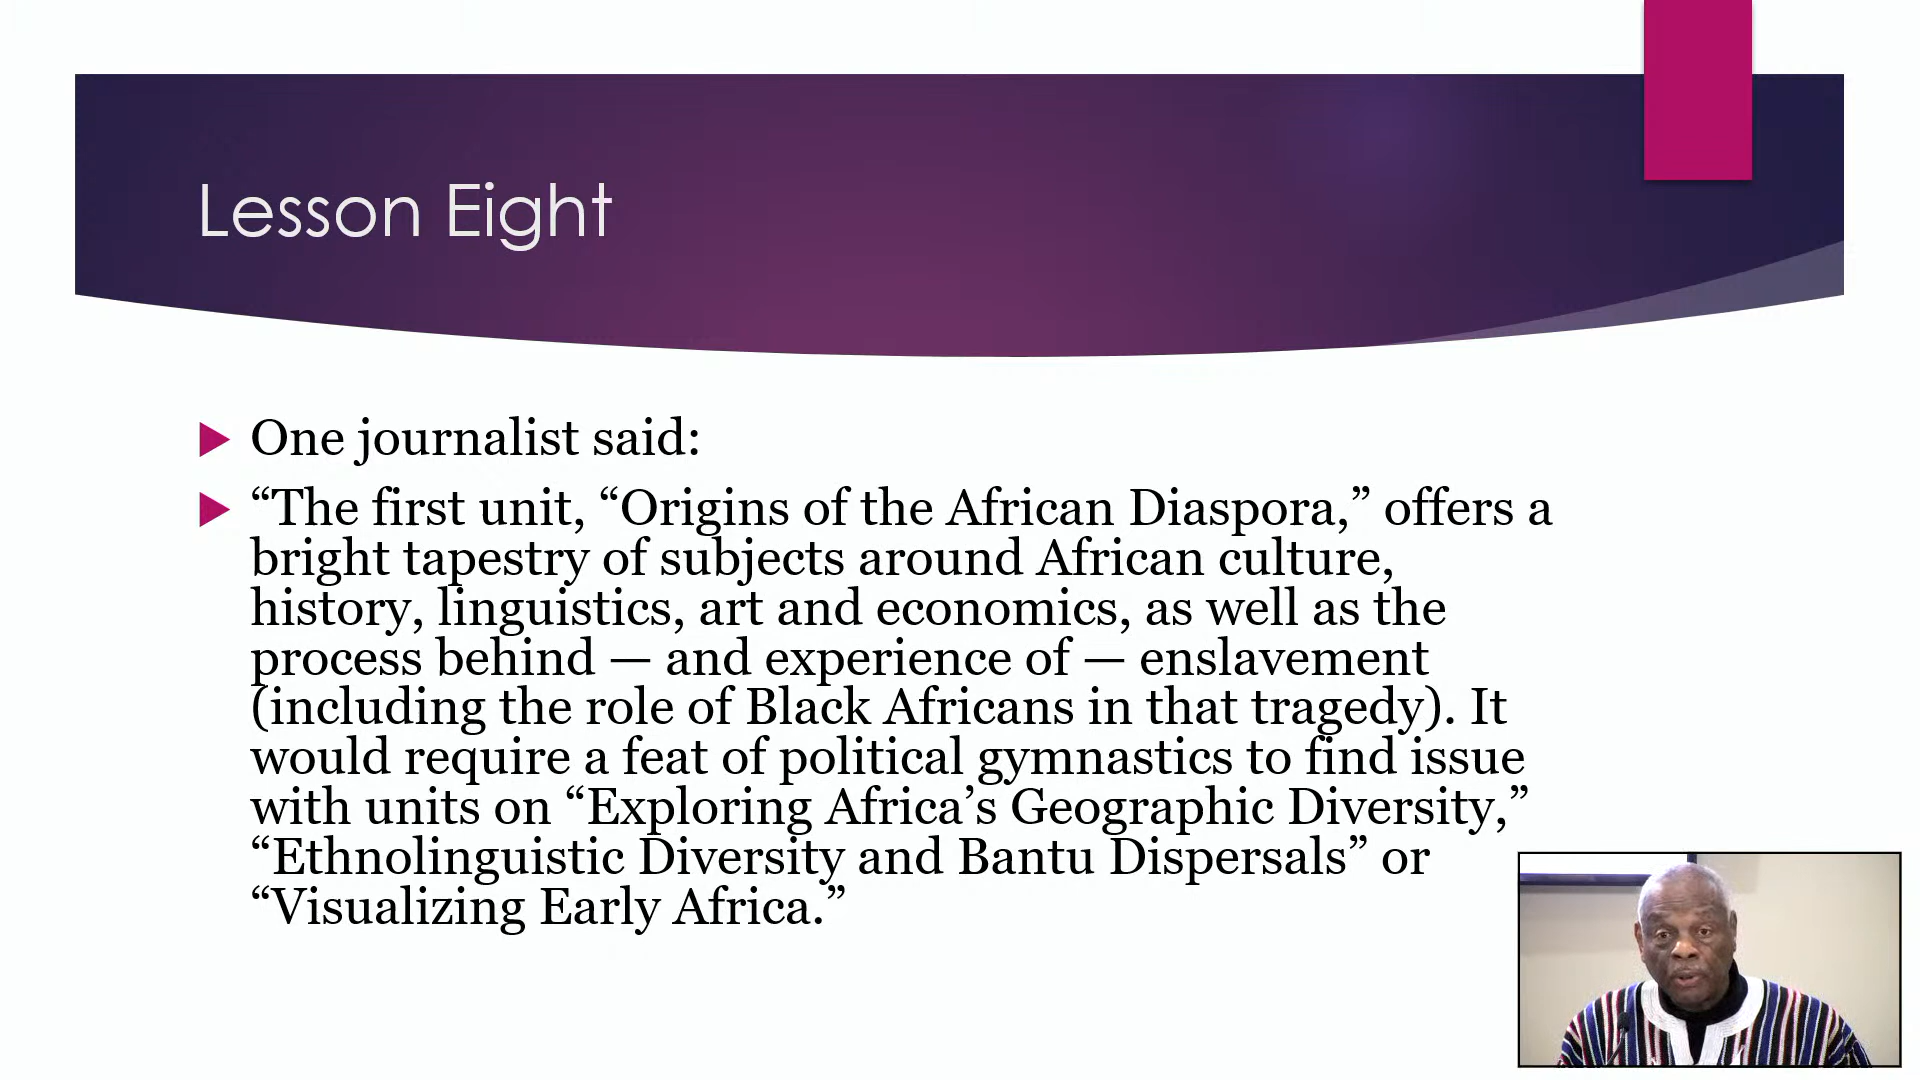 Lesson Eight
One journalist said:
“The first unit, “Origins of the African Diaspora,” offers a
bright tapestry of subjects around African culture,
history, linguistics, art and economics, as well as the
process behind — and experience of — enslavement
(including the role of Black Africans in that tragedy). It
would require a feat of political gymnastics to find issue
with units on “Exploring Africa’s Geographic Diversity,”
“Ethnolinguistic Diversity and Bantu Dispersals” or
“Visualizing Early Africa.”